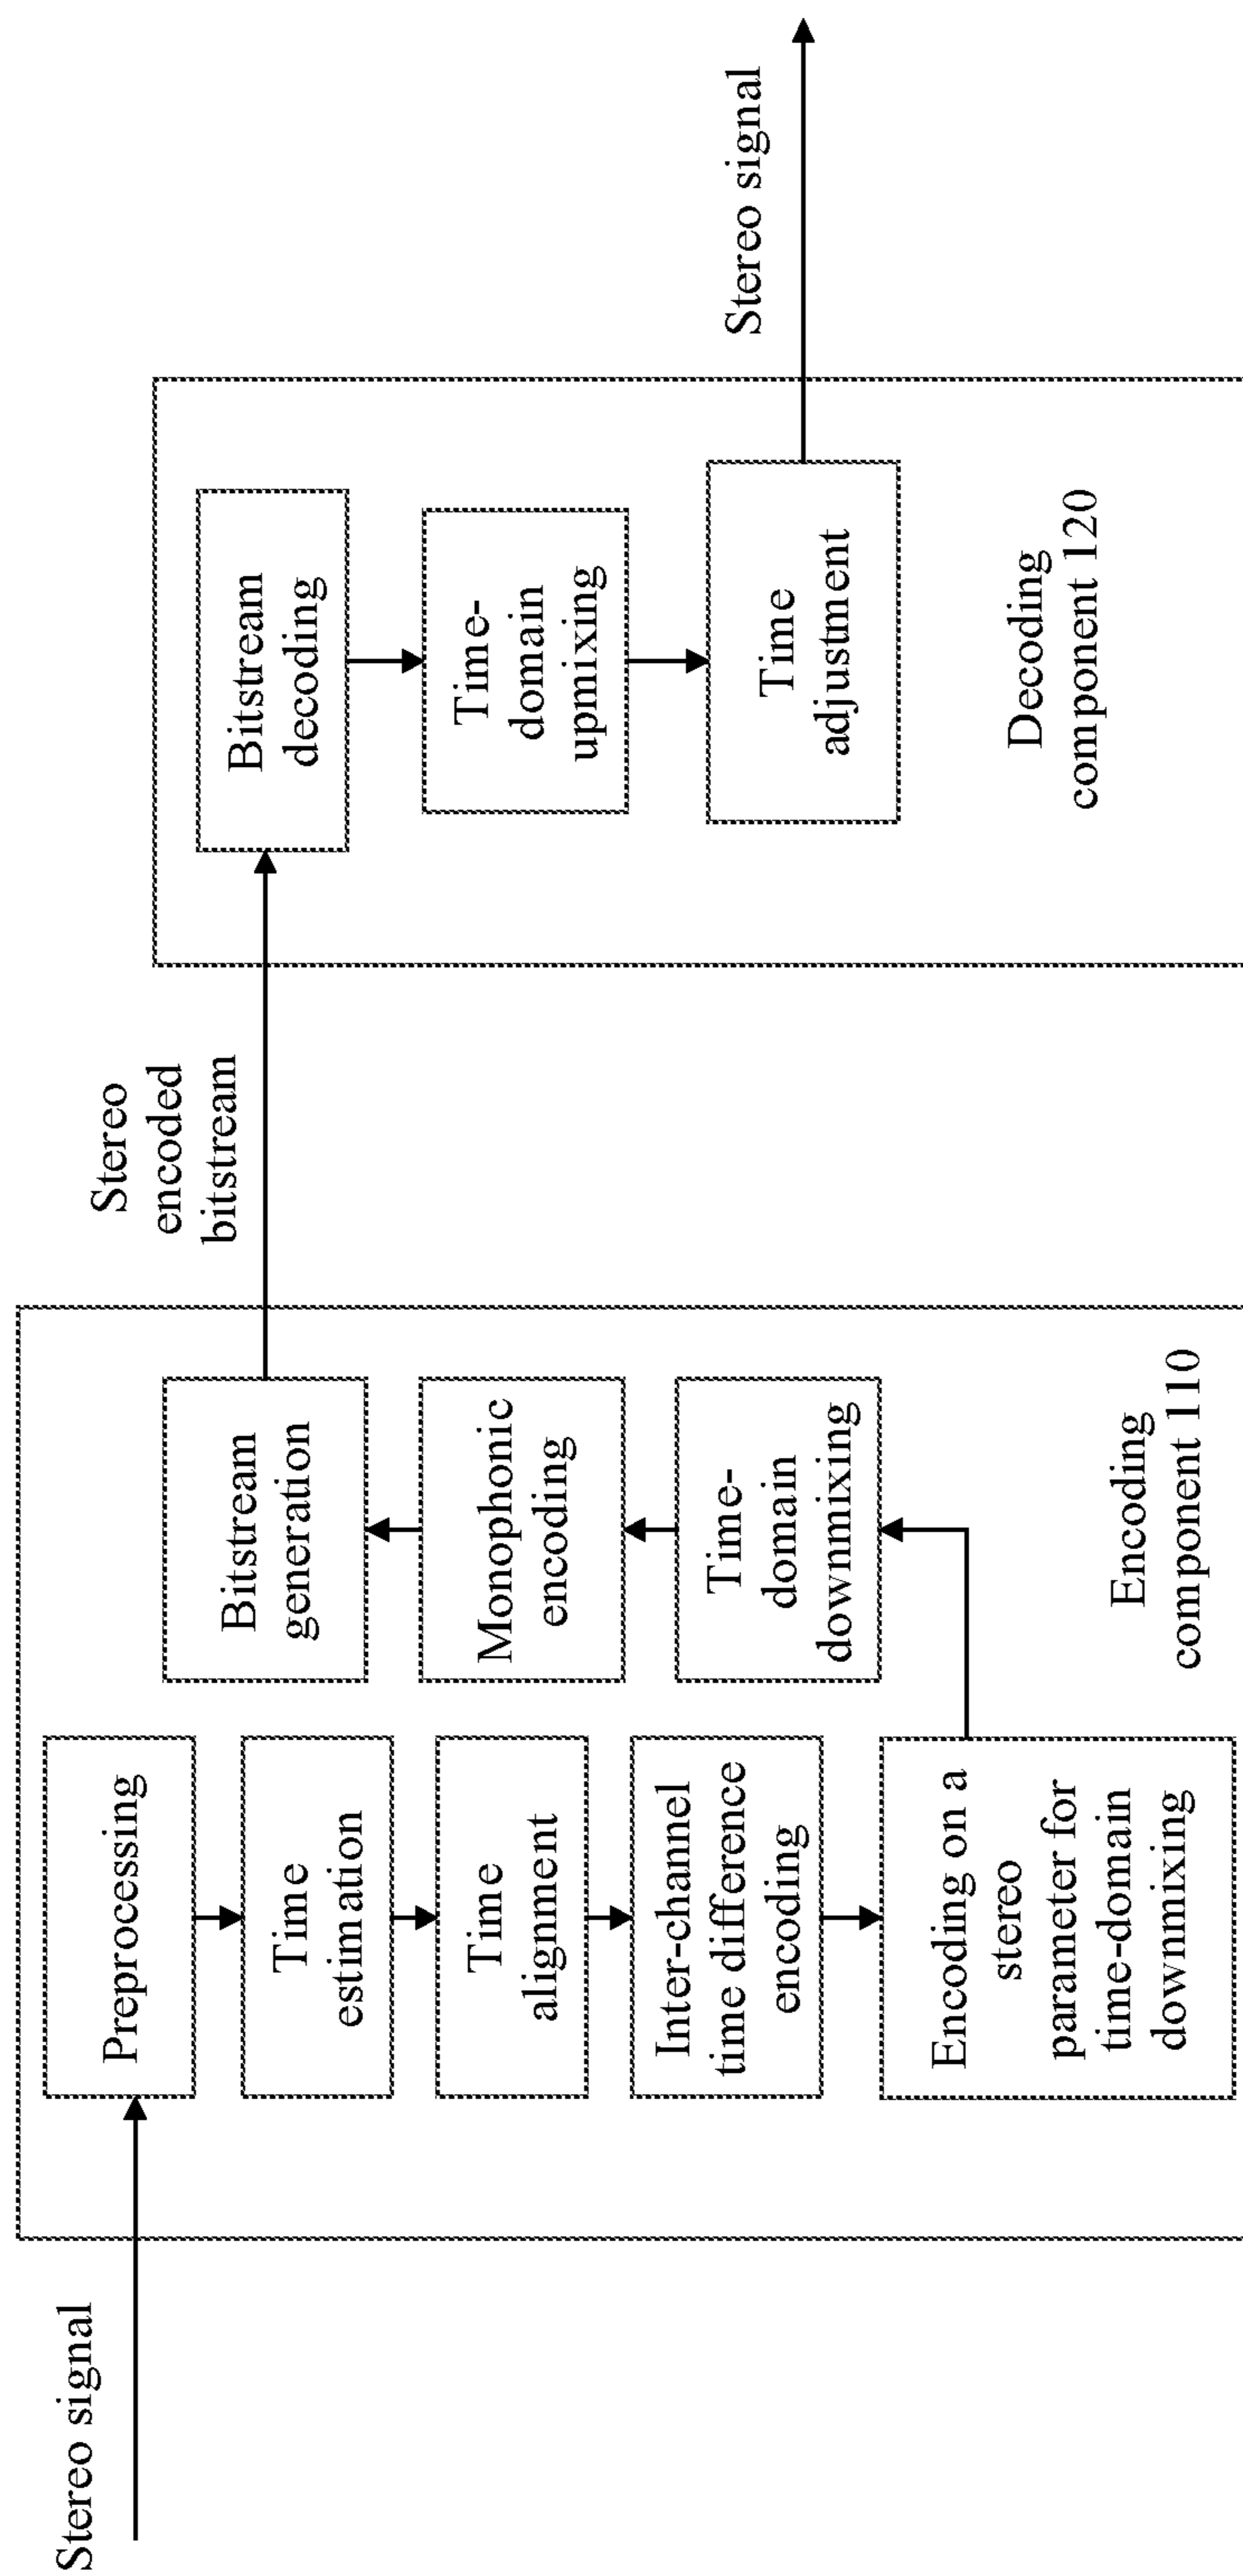 Stereo signal
Preprocessing
Time
estimation
Time
alignment
Inter-channel
time difference
encoding
Encoding on a
stereo
parameter for
time-domain
downmixing
Time-
domain
downmixing
Monophonic
encoding
Bitstream
generation
Encoding
component 110
Stereo
encoded
bitstream
Bitstream
decoding
Time-
domain
upmixing
Time
adjustment
Decoding
component 120
Stereo signal